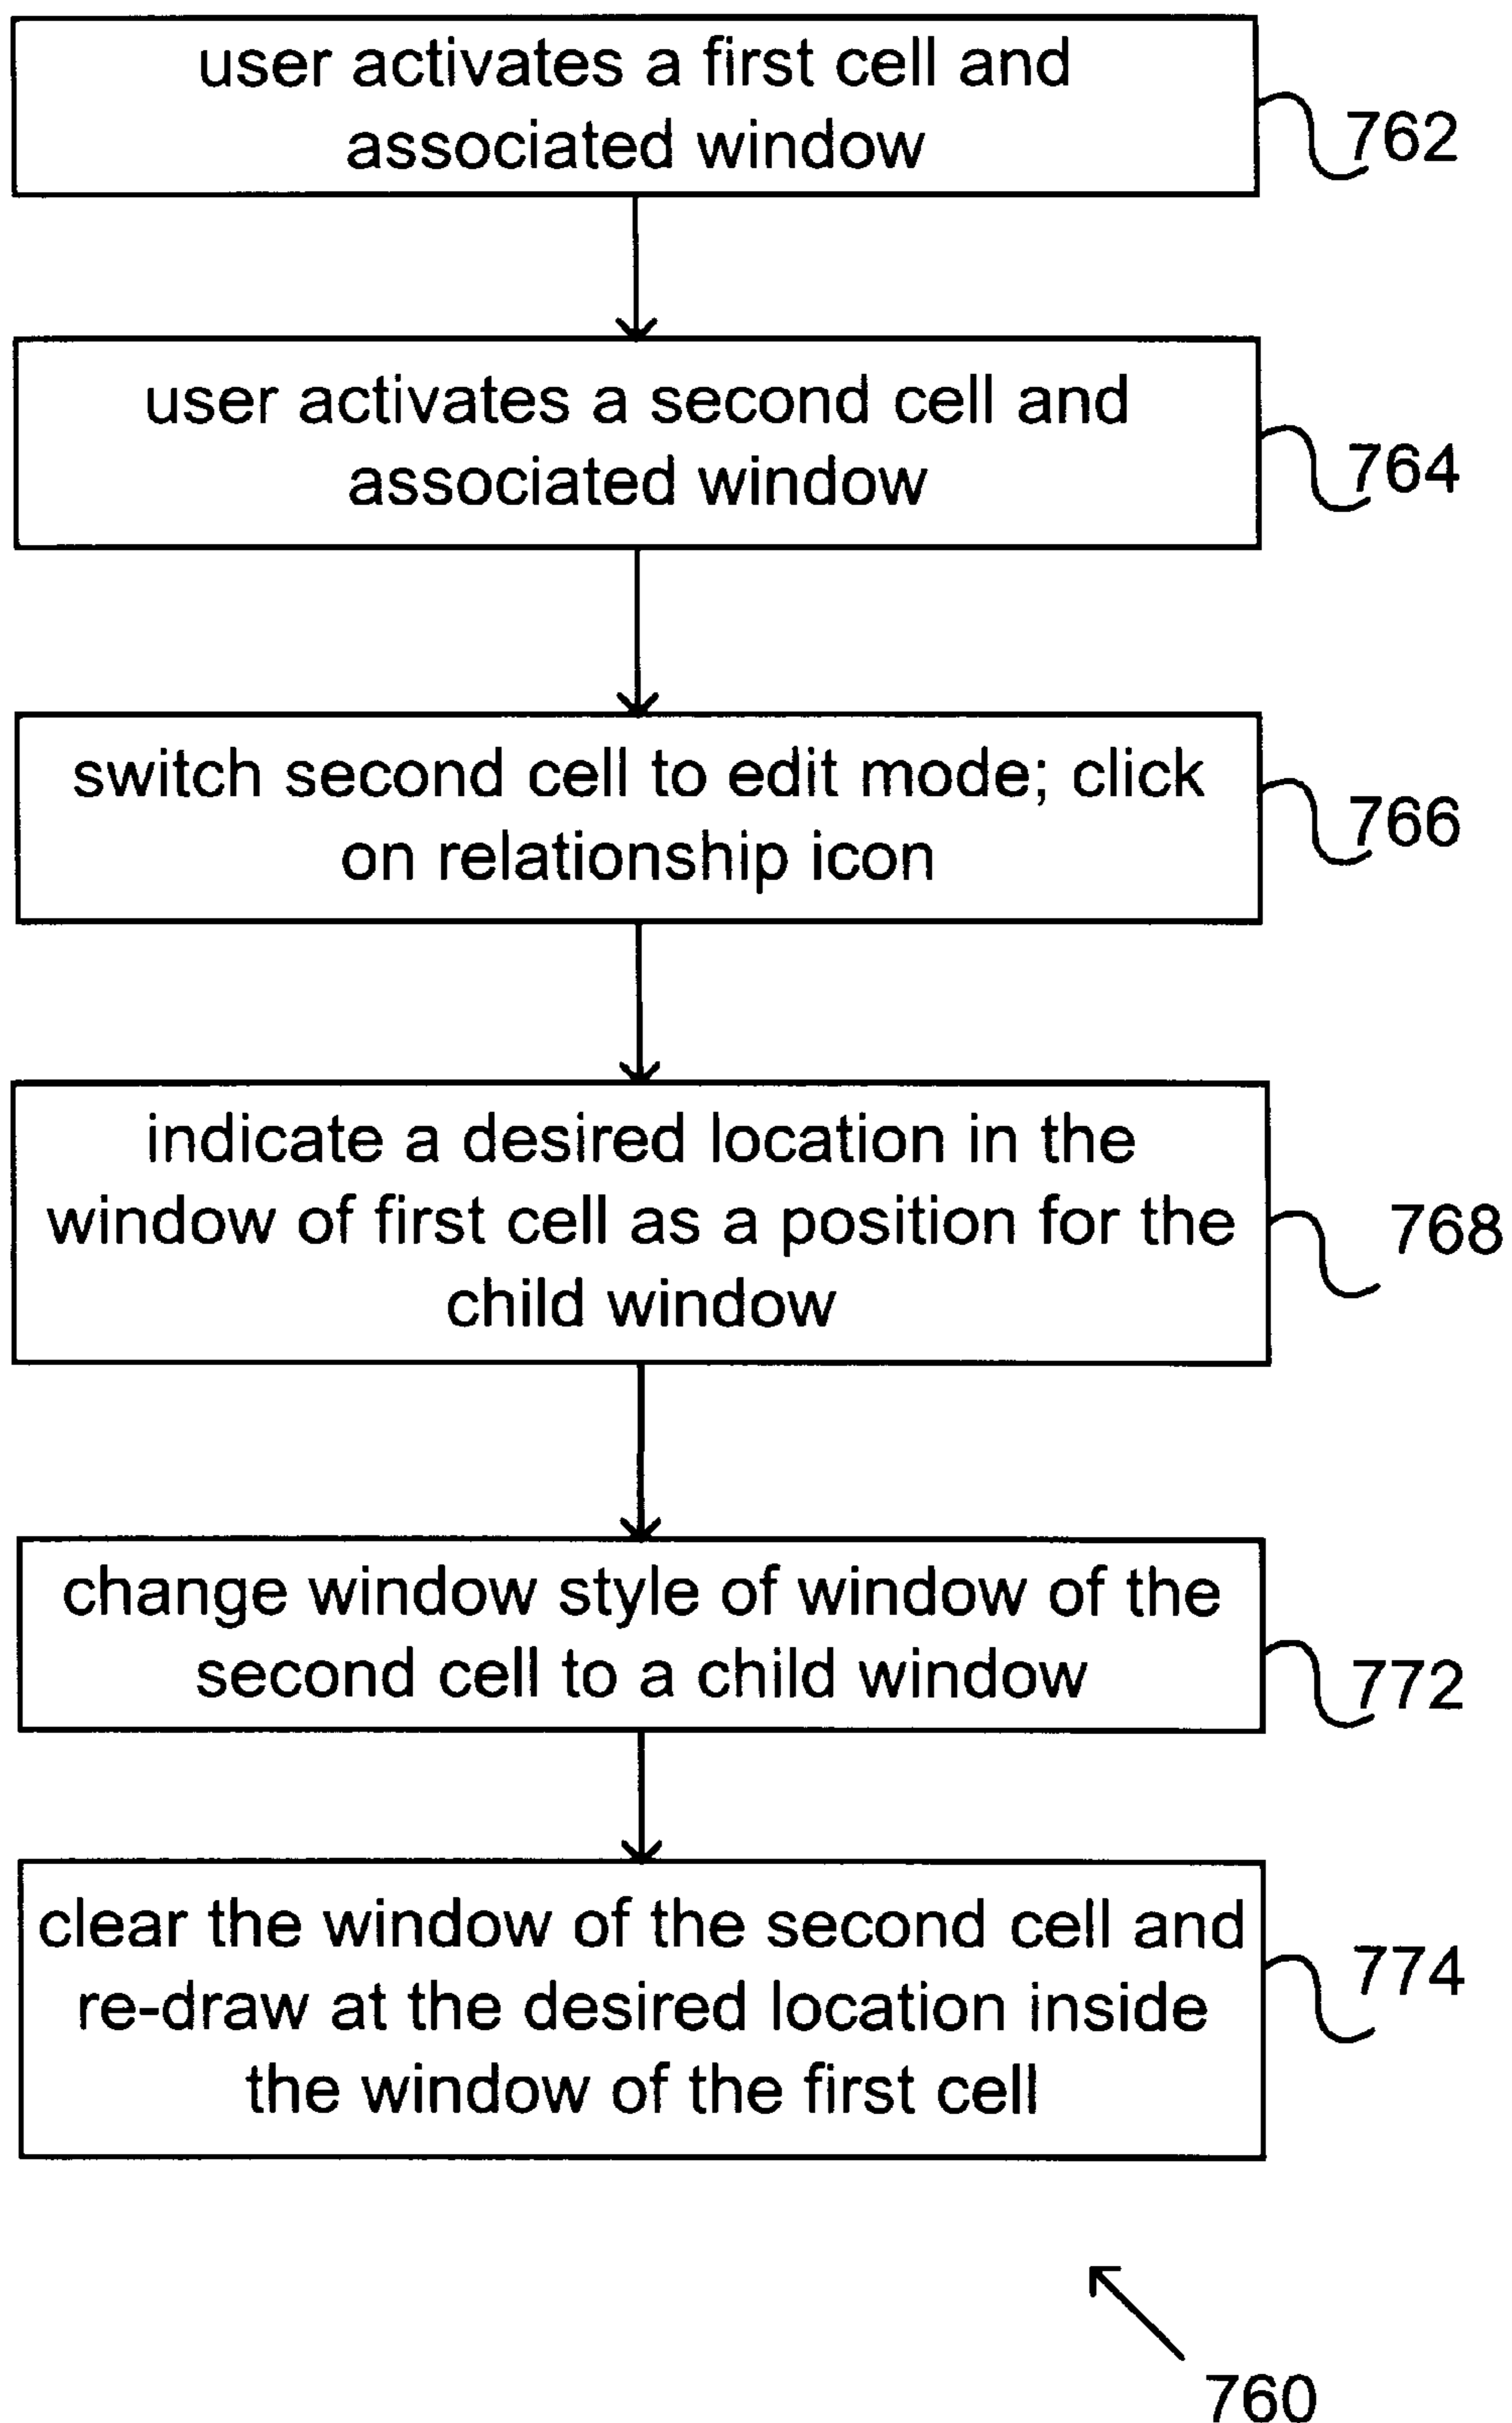 user activates a first cell and
associated window
762
user activates a second cell and
associated window
764
switch second cell to edit mode; click
on relationship icon
766
indicate a desired location in the
window of first cell as a position for the
child window
768
change window style of window of the
second cell to a child window
772
clear the window of the second cell and
re-draw at the desired location inside
the window of the first cell
774
760